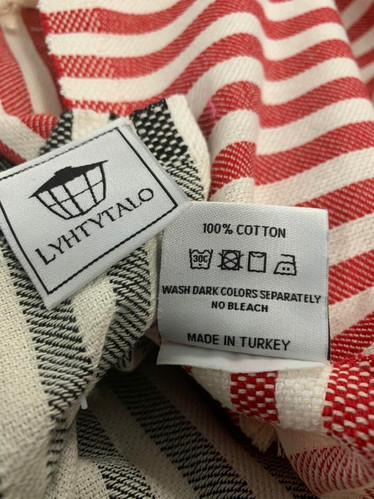 LYHTYTALO
100% COTTON
30C
WASH DARK COLORS SEPARATELY
NO BLEACH
MADE IN TURKEY